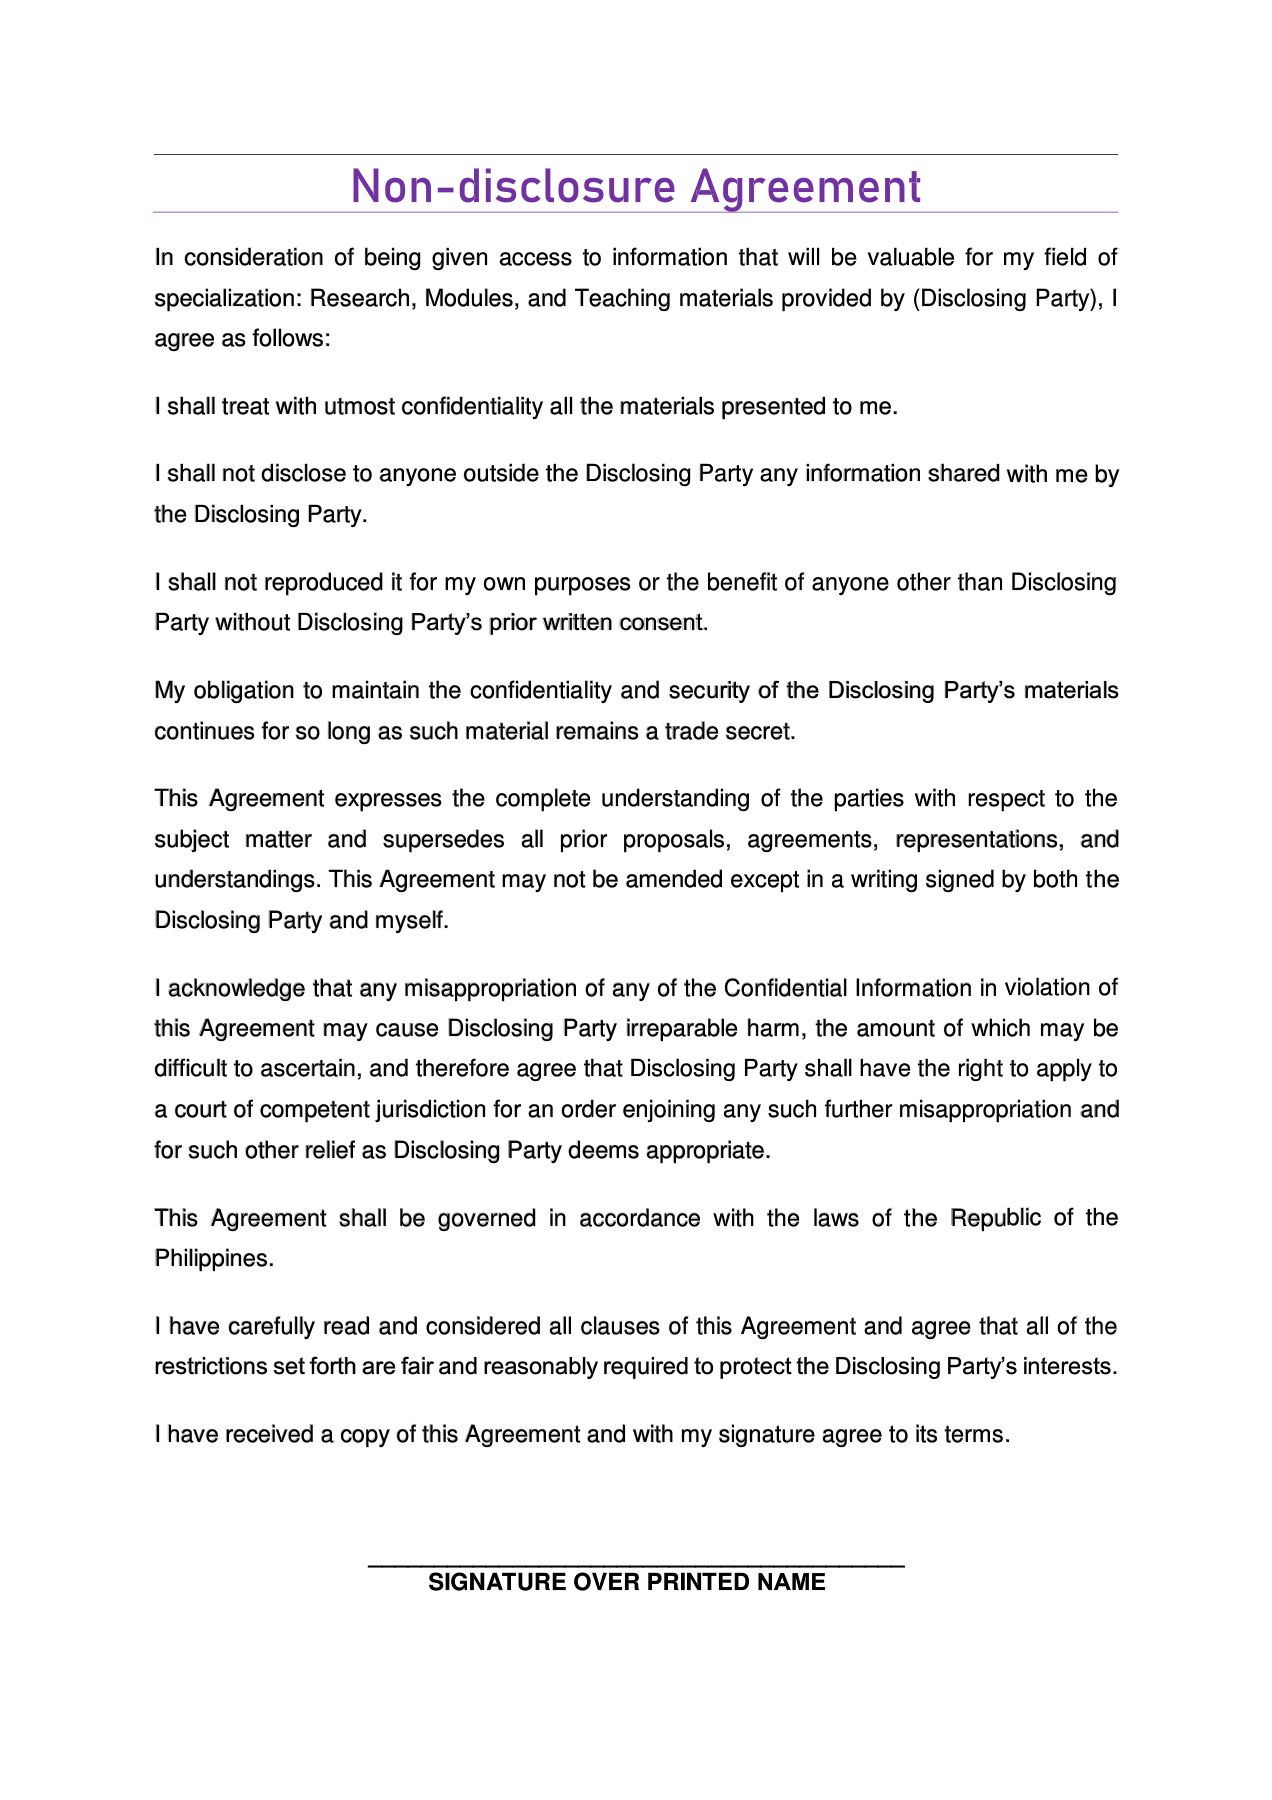 Non-disclosure Agreement
In consideration of being given access to information that will be valuable for my field of
specialization: Research, Modules, and Teaching materials provided by (Disclosing Party), I
agree as follows:
I shall treat with utmost confidentiality all the materials presented to me.
I shall not disclose to anyone outside the Disclosing Party any information shared with me by
the Disclosing Party.
I shall not reproduced it for my own purposes or the benefit of anyone other than Disclosing
Party without Disclosing Party’s prior written consent.
My obligation to maintain the confidentiality and security of the Disclosing Party’s materials
continues for so long as such material remains a trade secret.
This Agreement expresses the complete understanding of the parties with respect to the
subject matter and supersedes all prior proposals, agreements, representations, and
understandings. This Agreement may not be amended except in a writing signed by both the
Disclosing Party and myself.
I acknowledge that any misappropriation of any of the Confidential Information in violation of
this Agreement may cause Disclosing Party irreparable harm, the amount of which may be
difficult to ascertain, and therefore agree that Disclosing Party shall have the right to apply to
a court of competent jurisdiction for an order enjoining any such further misappropriation and
for such other relief as Disclosing Party deems appropriate.
This Agreement shall be governed in accordance with the laws of the Republic of the
Philippines.
I have carefully read and considered all clauses of this Agreement and agree that all of the
restrictions set forth are fair and reasonably required to protect the Disclosing Party’s interests.
I have received a copy of this Agreement and with my signature agree to its terms.
SIGNATURE OVER PRINTED NAME